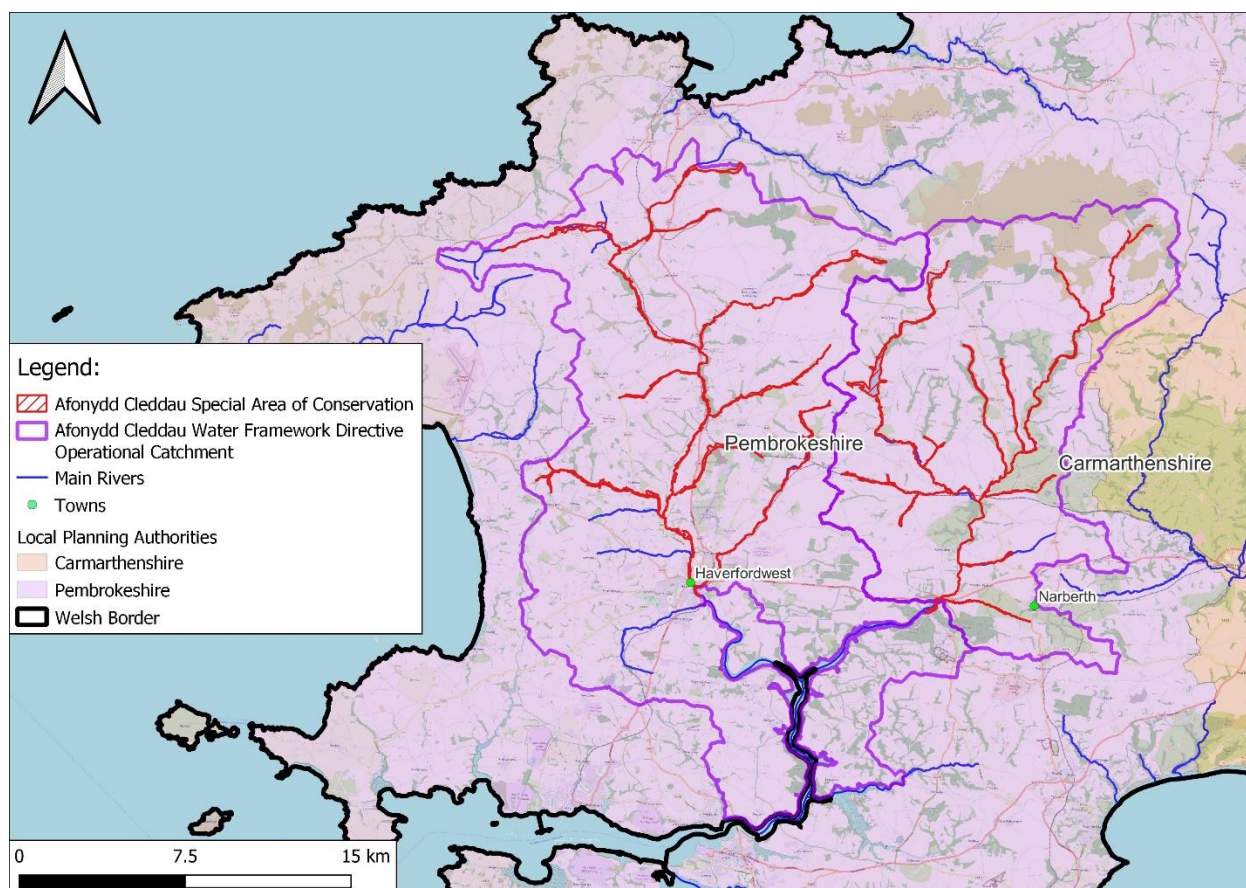 Pembrokeshire
Carmarthenshire
Haverfordwest
Narberth
Legend:
Afonydd Cleddau Special Area of Conservation
Afonydd Cleddau Water Framework Directive
Operational Catchment
Main Rivers
Towns
Local Planning Authorities
Carmarthenshire
Pembrokeshire
Welsh Border
0
7.5
15 km